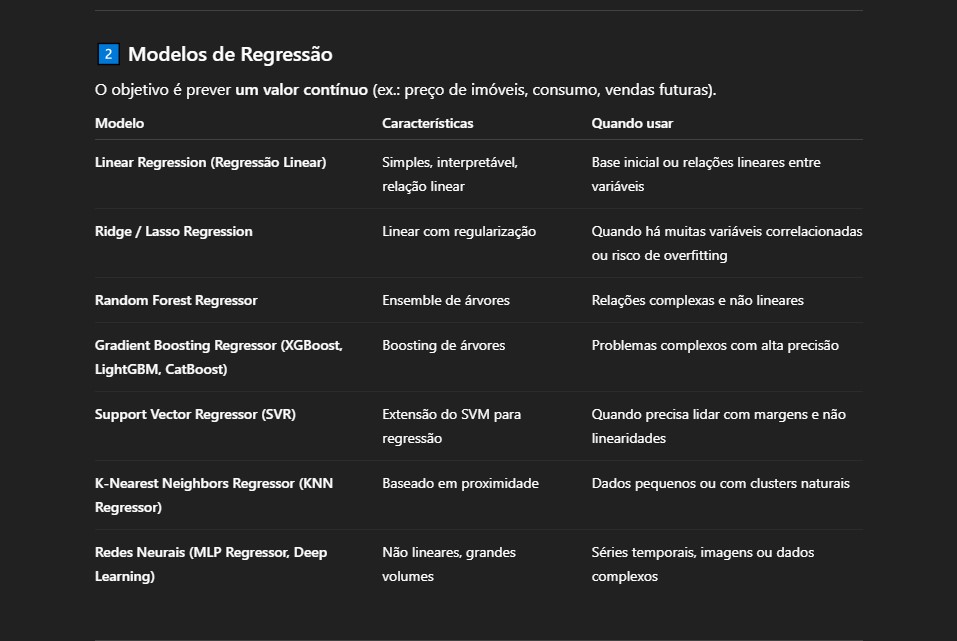 2 Modelos de Regressão
O objetivo é prever um valor contínuo (ex.: preço de imóveis, consumo, vendas futuras).
Modelo Características Quando usar
Linear Regression (Regressão Linear) Simples, interpretável, Base inicial ou relações lineares entre
relação linear variáveis
Ridge / Lasso Regression Linear com regularização Quando há muitas variáveis correlacionadas
ou risco de overfitting
Random Forest Regressor Ensemble de árvores Relações complexas e não lineares
Gradient Boosting Regressor (XGBoost, Boosting de árvores Problemas complexos com alta precisão
LightGBM, CatBoost)
Support Vector Regressor (SVR) Extensão do SVM para Quando precisa lidar com margens e não
regressão linearidades
K-Nearest Neighbors Regressor (KNN Baseado em proximidade Dados pequenos ou com clusters naturais
Regressor)
Redes Neurais (MLP Regressor, Deep Não lineares, grandes Séries temporais, imagens ou dados
Learning) volumes complexos